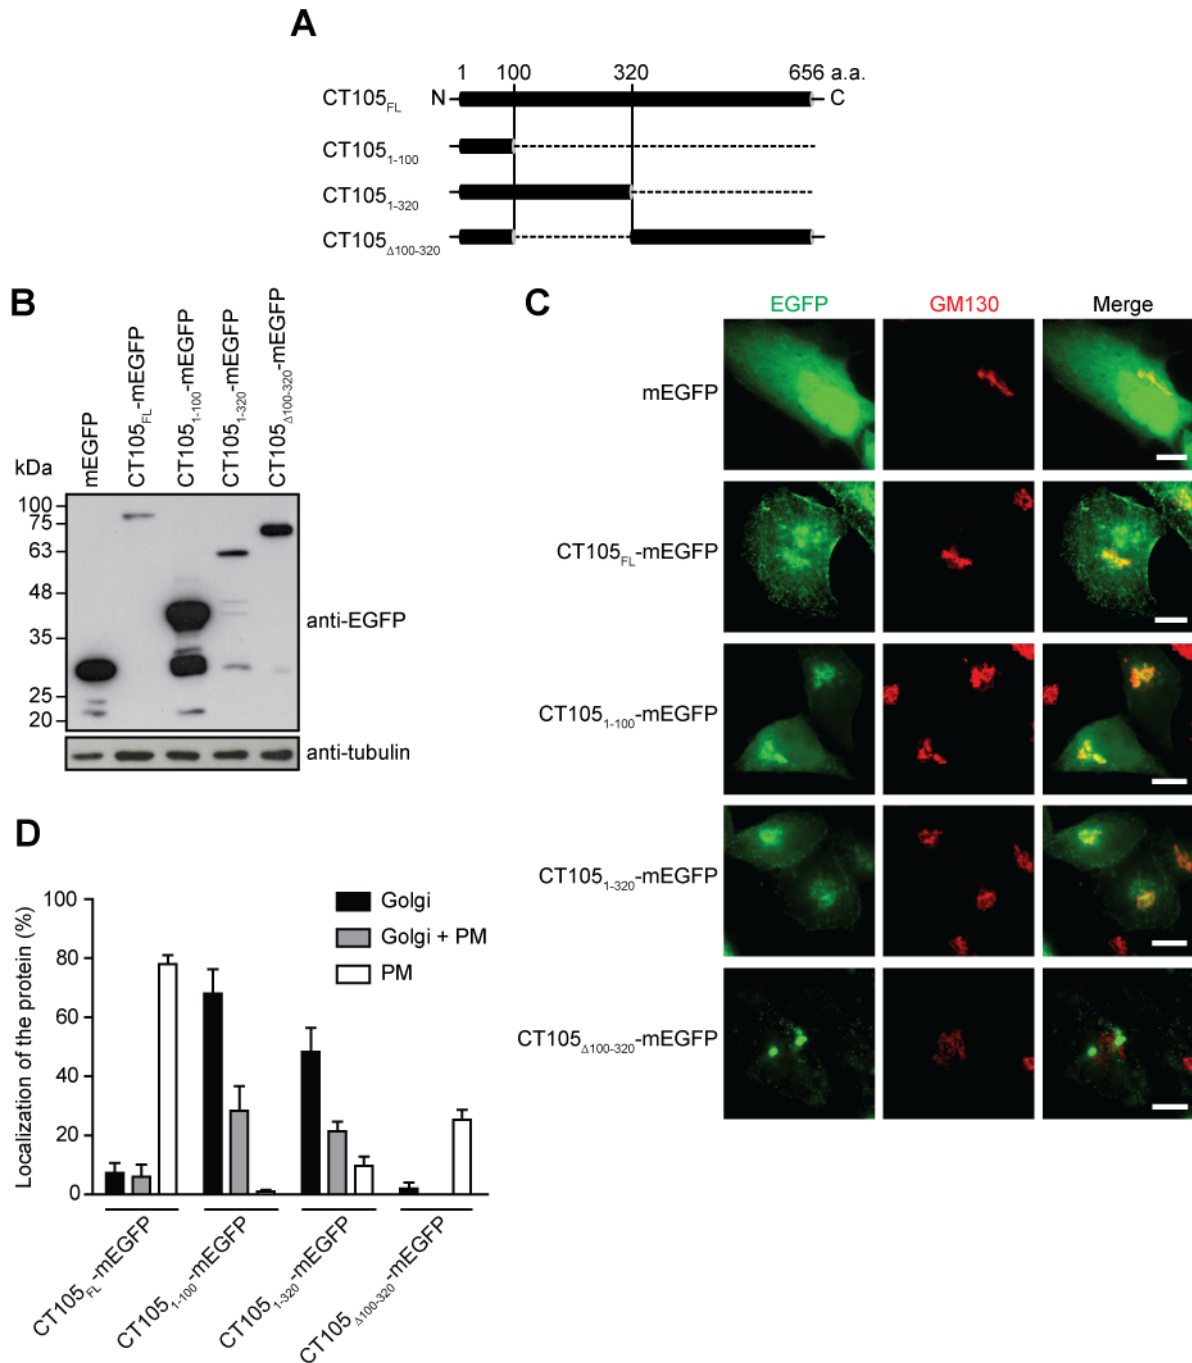 A
1 100 320 656 a.a.
CT105FL N C
CT1051-100
CT1051-320
CT105Δ100-320
B
mEGFP
CT105FL-mEGFP
CT1051-100-mEGFP
CT1051-320-mEGFP
CT105Δ100-320-mEGFP
kDa
100
75
63
48
35
25
20
anti-EGFP
anti-tubulin
C
EGFP GM130 Merge
mEGFP
CT105FL-mEGFP
CT1051-100-mEGFP
CT1051-320-mEGFP
CT105Δ100-320-mEGFP
D
Localization of the protein (%)
100
80
60
40
20
0
Golgi
Golgi + PM
PM
CT105FL-mEGFP
CT1051-100-mEGFP
CT1051-320-mEGFP
CT105Δ100-320-mEGFP